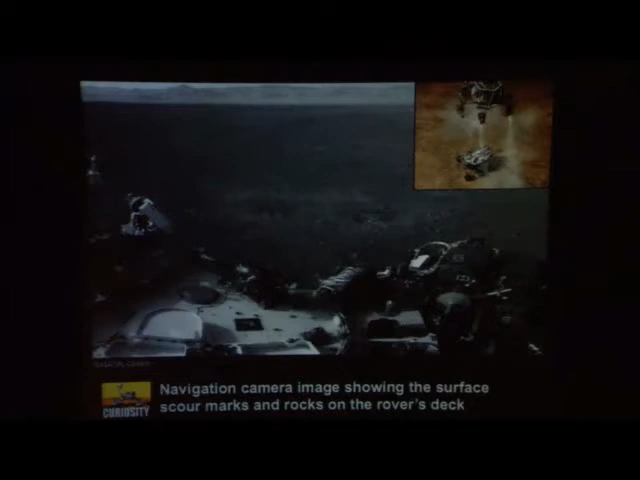 Navigation camera image showing the surface
scour marks and rocks on the rover's deck
CURIOSITY